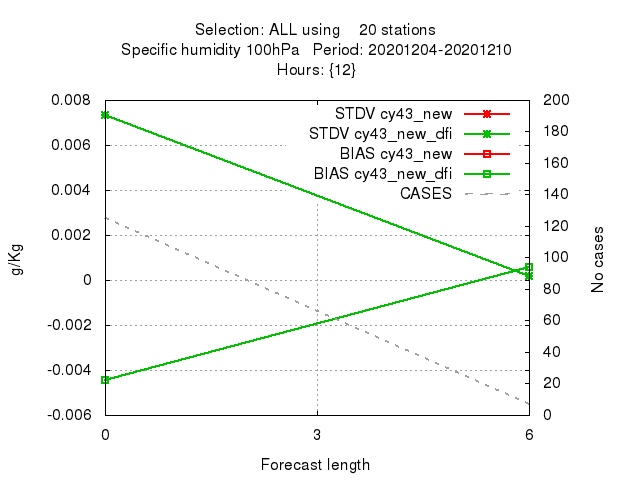 Selection: ALL using    20 stations
Specific humidity 100hPa   Period: 20201204-20201210
Hours: {12}
0.008
0.006
0.004
0.002
0
-0.002
-0.004
-0.006
200
180
160
140
120
100
80
60
40
20
0
STDV cy43_new
STDV cy43_new_dfi
BIAS cy43_new
BIAS cy43_new_dfi
CASES
g/Kg
No cases
0
3
6
Forecast length